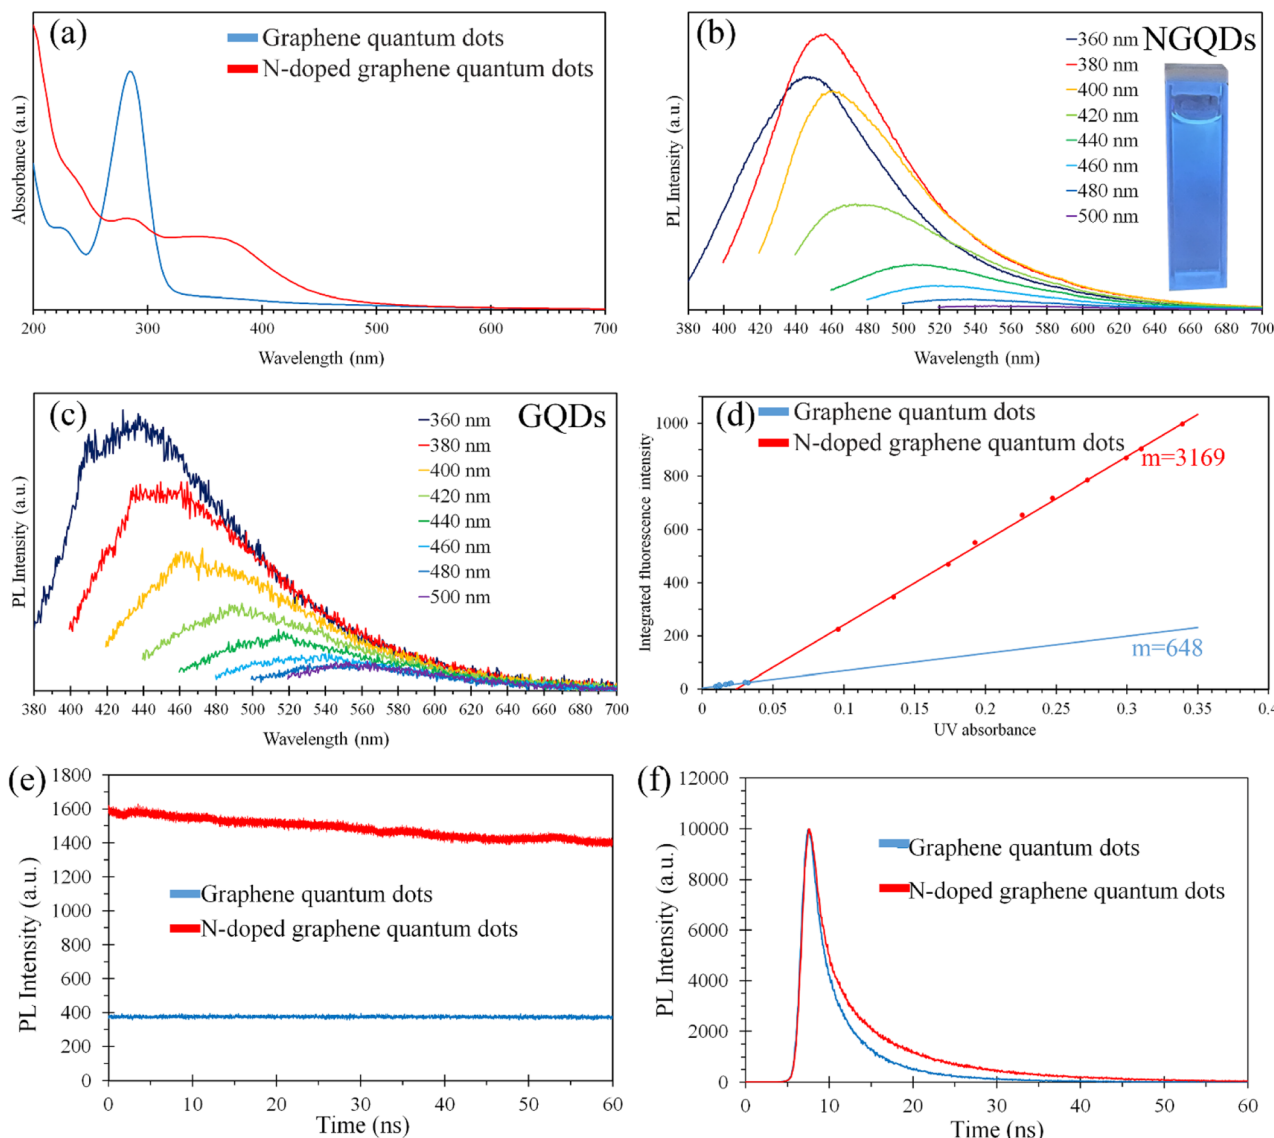 (a)
Graphene quantum dots
N-doped graphene quantum dots
Absorbance (a.u.)
200 300 400 500 600 700
Wavelength (nm)
(b)
NGQDs
360 nm
380 nm
400 nm
420 nm
440 nm
460 nm
480 nm
500 nm
PL Intensity (a.u.)
380 400 420 440 460 480 500 520 540 560 580 600 620 640 660 680 700
Wavelength (nm)
(c)
GQDs
360 nm
380 nm
400 nm
420 nm
440 nm
460 nm
480 nm
500 nm
PL Intensity (a.u.)
380 400 420 440 460 480 500 520 540 560 580 600 620 640 660 680 700
Wavelength (nm)
(d)
Graphene quantum dots
N-doped graphene quantum dots
m=3169
m=648
Integrated fluorescence intensity
1000
800
600
400
200
0
0 0.05 0.1 0.15 0.2 0.25 0.3 0.35 0.4
UV absorbance
(e)
1800
1600
1400
1200
1000
800
600
400
200
0
PL Intensity (a.u.)
Graphene quantum dots
N-doped graphene quantum dots
0 10 20 30 40 50 60
Time (ns)
(f)
12000
10000
8000
6000
4000
2000
0
PL Intensity (a.u.)
Graphene quantum dots
N-doped graphene quantum dots
0 10 20 30 40 50 60
Time (ns)